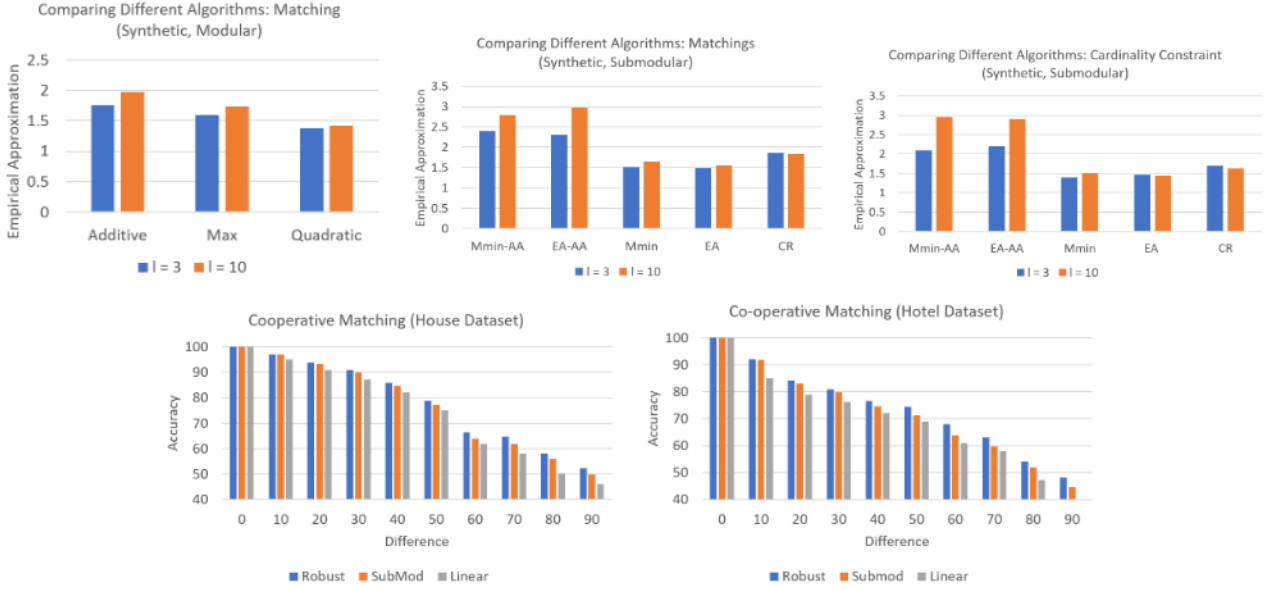 Comparing Different Algorithms: Matching
(Synthetic, Modular)
Empirical Approximation
2.5
2
1.5
1
0.5
0
Additive Max Quadratic
l = 3 l = 10
Comparing Different Algorithms: Matchings
(Synthetic, Submodular)
Empirical Approximation
3.5
3
2.5
2
1.5
1
0.5
0
Mmin-AA EA-AA Mmin EA CR
l = 3 l = 10
Comparing Different Algorithms: Cardinality Constraint
(Synthetic, Submodular)
Empirical Approximation
3.5
3
2.5
2
1.5
1
0.5
0
Mmin-AA EA-AA Mmin EA CR
l = 3 l = 10
Cooperative Matching (House Dataset)
Accuracy
100
90
80
70
60
50
40
0 10 20 30 40 50 60 70 80 90
Difference
Robust SubMod Linear
Co-operative Matching (Hotel Dataset)
Accuracy
100
90
80
70
60
50
40
0 10 20 30 40 50 60 70 80 90
Difference
Robust Submod Linear